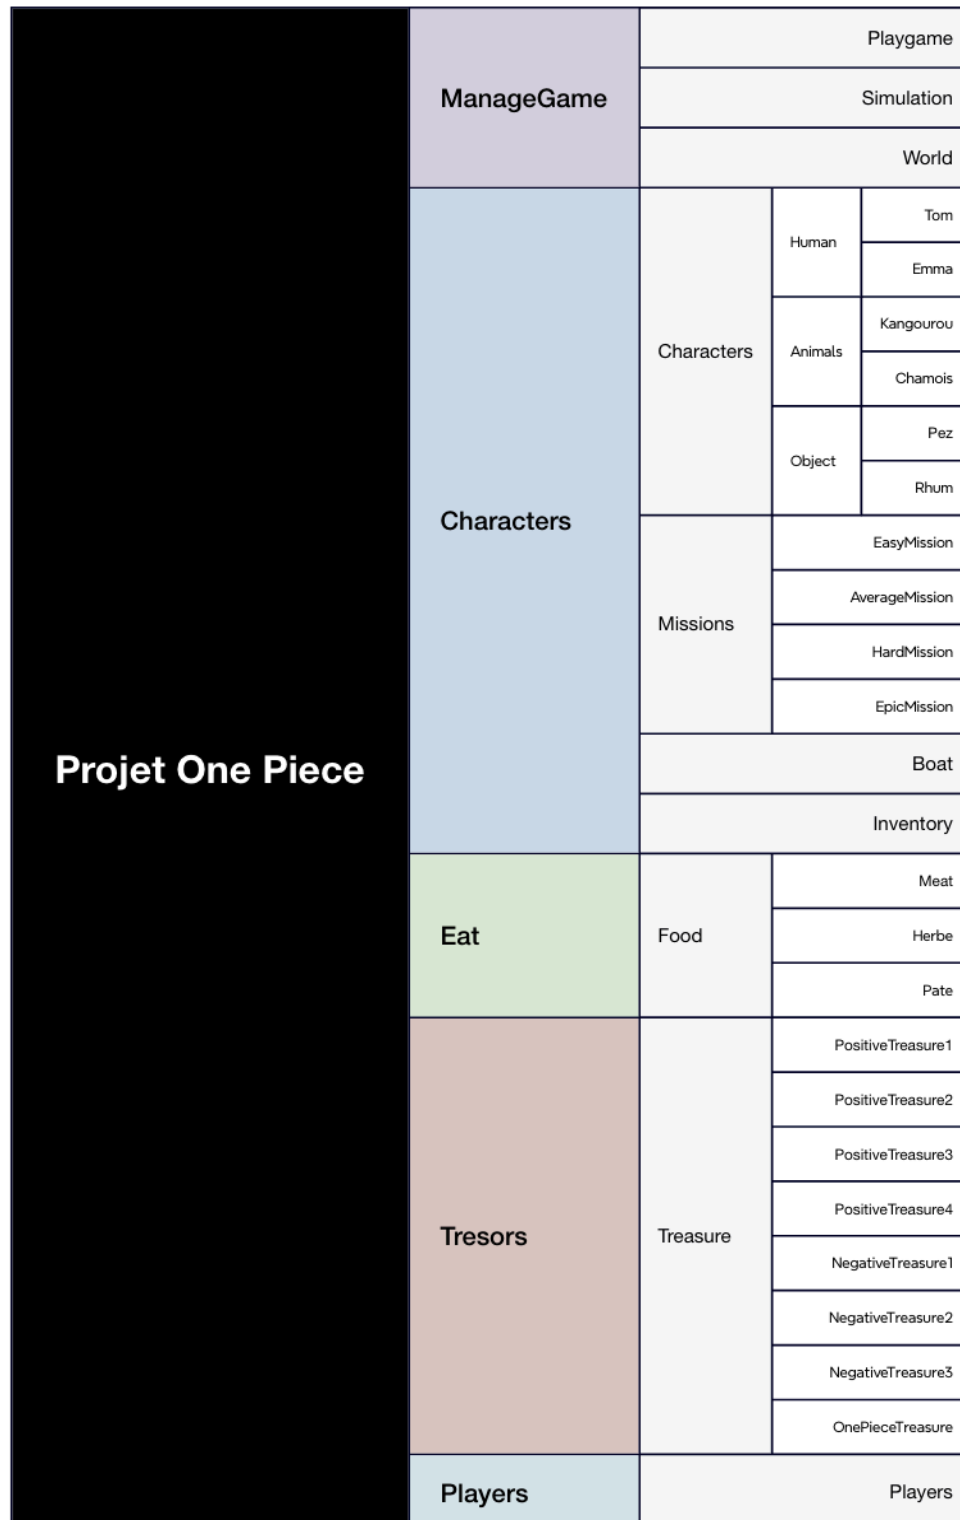 Projet One Piece
ManageGame
Playgame
Simulation
World
Characters
Characters
Human
Tom
Emma
Animals
Kangourou
Chamois
Object
Pez
Rhum
Missions
EasyMission
AverageMission
HardMission
EpicMission
Boat
Inventory
Eat
Food
Meat
Herbe
Pate
Tresors
Treasure
PositiveTreasure1
PositiveTreasure2
PositiveTreasure3
PositiveTreasure4
NegativeTreasure1
NegativeTreasure2
NegativeTreasure3
OnePieceTreasure
Players
Players